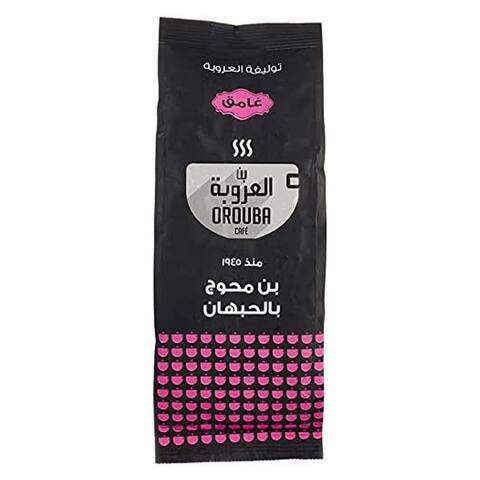 توليفة العروبة
غامق
بن
العروبة
OROUBA
CAFÉ
منذ ١٩٤٥
بن محوج
بالحبهان